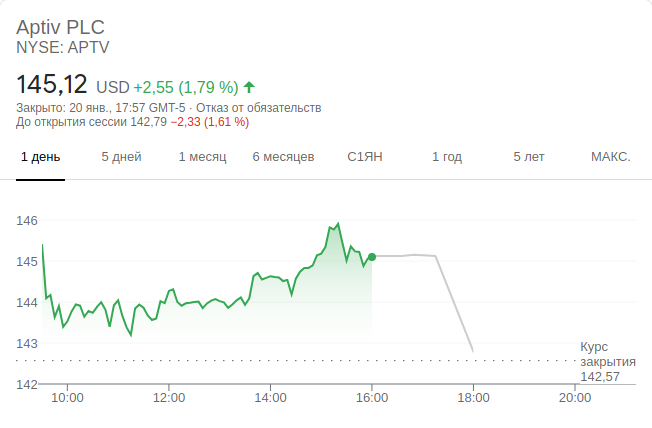 Aptiv PLC
NYSE: APTV
145,12 USD +2,55 (1,79 %)
Закрыто: 20 янв., 17:57 GMT-5 · Отказ от обязательств
До открытия сессии 142,79 −2,33 (1,61 %)
1 день 5 дней 1 месяц 6 месяцев С1ЯН 1 год 5 лет МАКС.
146
145
144
143
142
Курс
закрытия
142,57
10:00 12:00 14:00 16:00 18:00 20:00